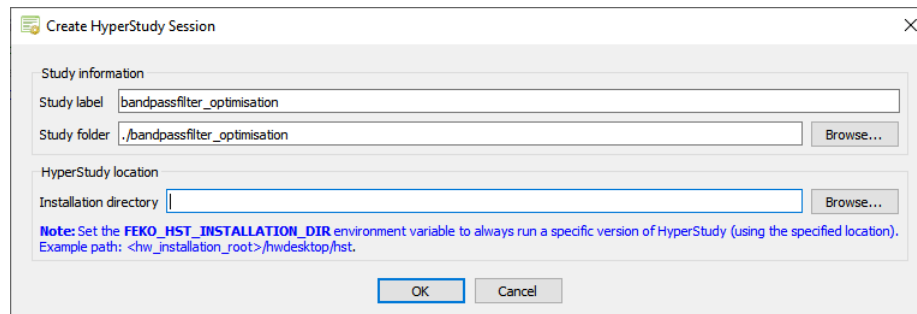 Create HyperStudy Session
Study information
Study label bandpassfilter_optimisation
Study folder ./bandpassfilter_optimisation Browse...
HyperStudy location
Installation directory Browse...
Note: Set the FEKO_HST_INSTALLATION_DIR environment variable to always run a specific version of HyperStudy (using the specified location).
Example path: <hw_installation_root>/hwdesktop/hst.
OK Cancel